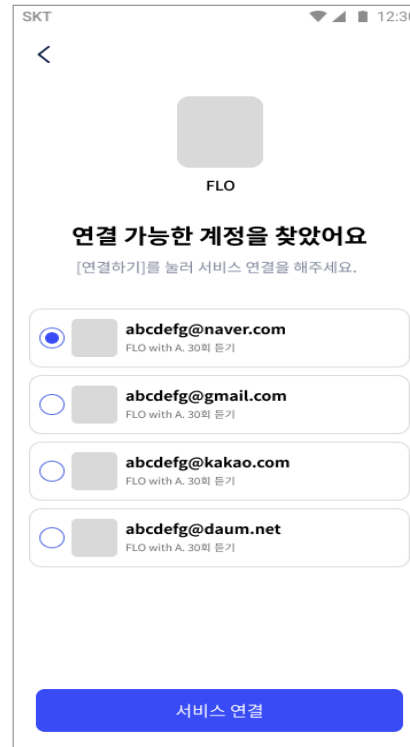 SKT 12:30
FLO
연결 가능한 계정을 찾았어요
[연결하기]를 눌러 서비스 연결을 해주세요.
abcdefg@naver.com
FLO with A. 30회 듣기
abcdefg@gmail.com
FLO with A. 30회 듣기
abcdefg@kakao.com
FLO with A. 30회 듣기
abcdefg@daum.net
FLO with A. 30회 듣기
서비스 연결